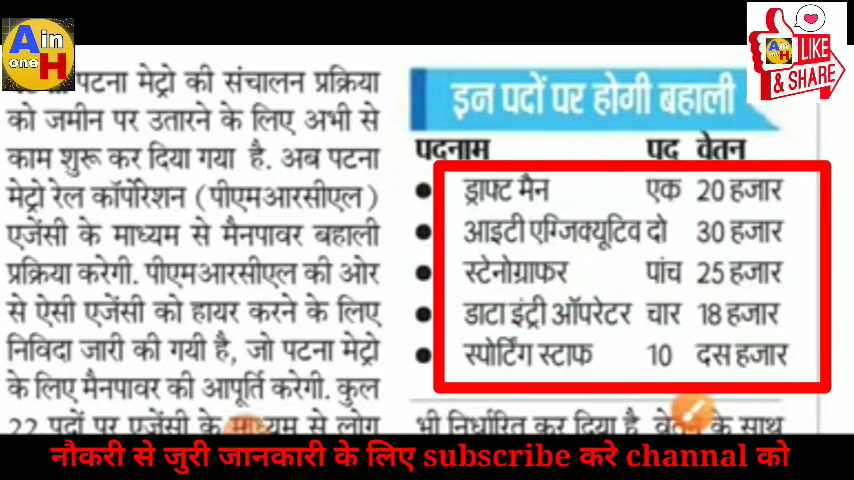 A in
one H
LIKE
& SHARE
पटना मेट्रो की संचालन प्रक्रिया
को जमीन पर उतारने के लिए अभी से
काम शुरू कर दिया गया है. अब पटना
मेट्रो रेल कॉर्पोरेशन (पीएमआरसीएल)
एजेंसी के माध्यम से मैनपावर बहाली
प्रक्रिया करेगी. पीएमआरसीएल की ओर
से ऐसी एजेंसी को हायर करने के लिए
निविदा जारी की गयी है, जो पटना मेट्रो
के लिए मैनपावर की आपूर्ति करेगी. कुल
22 पदों पर एजेंसी के माध्यम से लोग
इन पदों पर होगी बहाली
पदनाम पद वेतन
● ड्राफ्ट मैन एक 20 हजार
● आइटी एग्जिक्यूटिव दो 30 हजार
● स्टेनोग्राफर पांच 25 हजार
● डाटा इंट्री ऑपरेटर चार 18 हजार
● स्पोर्टिंग स्टाफ 10 दस हजार
भी निर्धारित कर दिया है. वेतन के साथ
नौकरी से जुरी जानकारी के लिए subscribe करे channal को